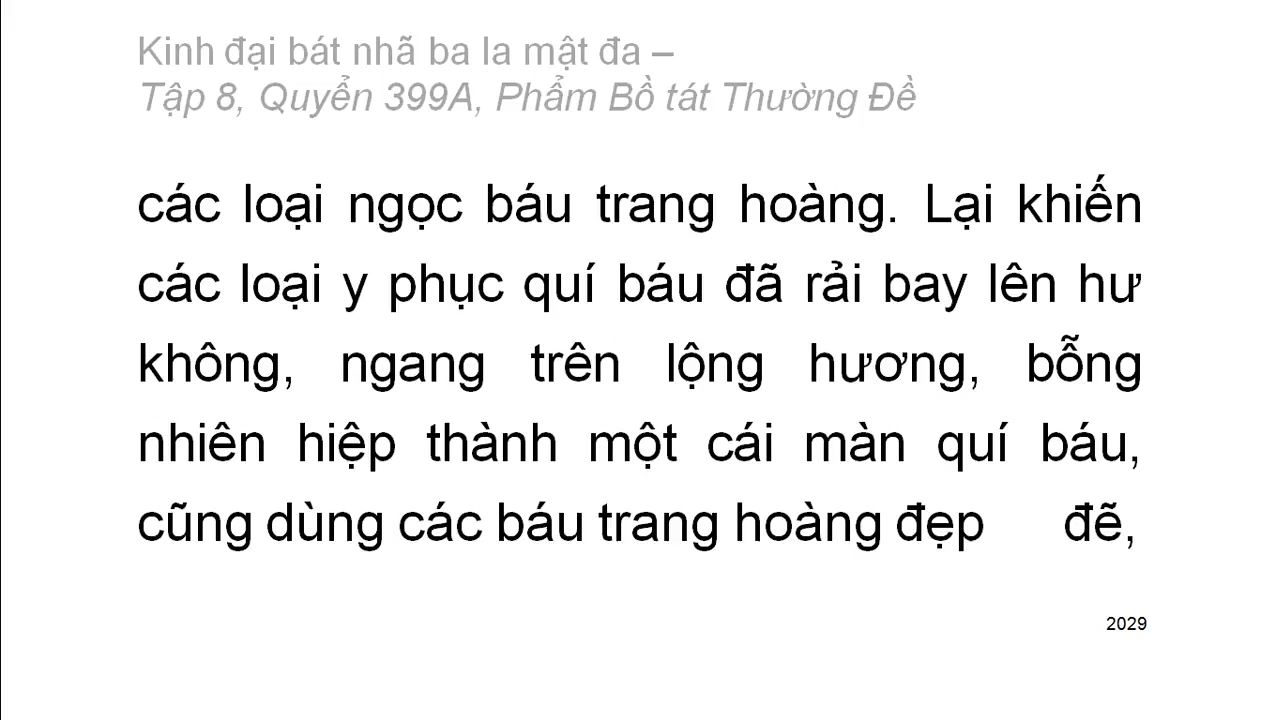 Kinh đại bát nhã ba la mật đa –
Tập 8, Quyển 399A, Phẩm Bồ tát Thường Đề
các loại ngọc báu trang hoàng. Lại khiến
các loại y phục quí báu đã rải bay lên hư
không, ngang trên lộng hương, bỗng
nhiên hiệp thành một cái màn quí báu,
cũng dùng các báu trang hoàng đẹp đẽ,
2029